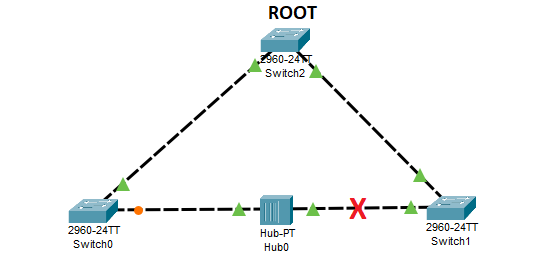 ROOT
2960-24TT
Switch2
2960-24TT
Switch0
Hub-PT
Hub0
X
2960-24TT
Switch1